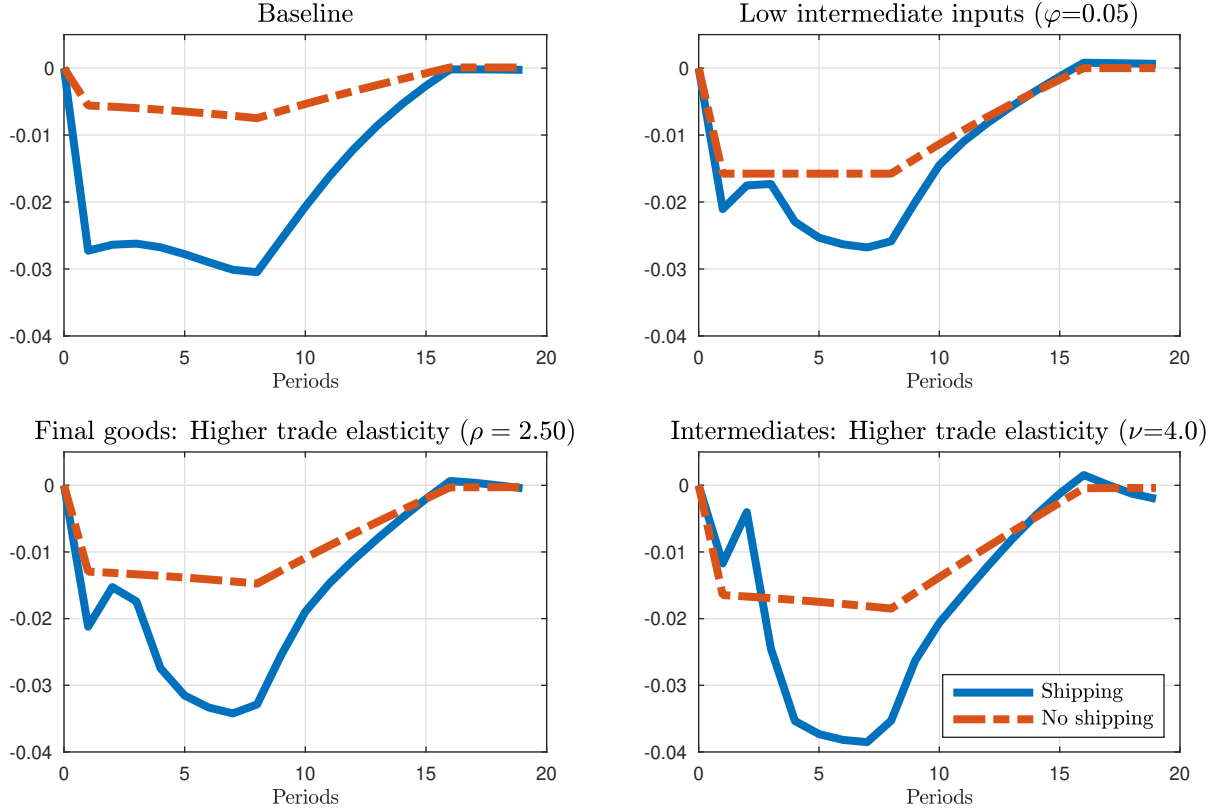 Baseline
0
-0.01
-0.02
-0.03
-0.04
0 5 10 15 20
Periods
Low intermediate inputs (φ=0.05)
0
-0.01
-0.02
-0.03
-0.04
0 5 10 15 20
Periods
Final goods: Higher trade elasticity (ρ = 2.50)
0
-0.01
-0.02
-0.03
-0.04
0 5 10 15 20
Periods
Intermediates: Higher trade elasticity (ν=4.0)
0
-0.01
-0.02
-0.03
-0.04
Shipping
No shipping
0 5 10 15 20
Periods